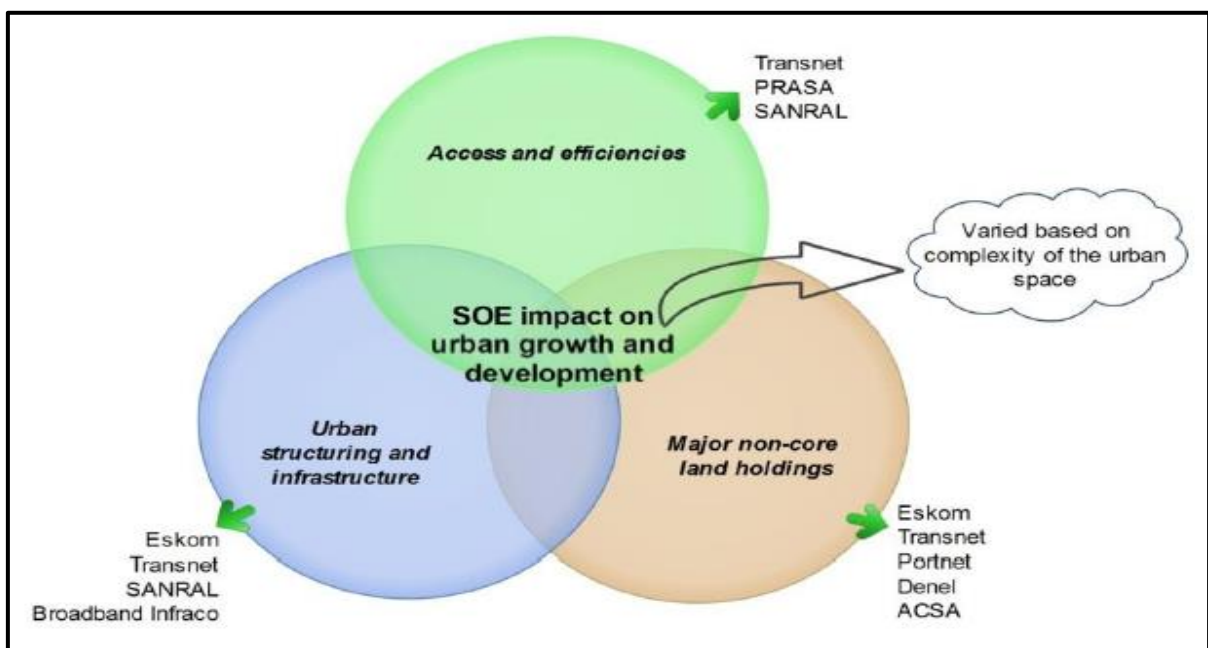 Transnet
PRASA
SANRAL
Access and efficiencies
Varied based on
complexity of the urban
space
SOE impact on
urban growth and
development
Urban
structuring and
infrastructure
Major non-core
land holdings
Eskom
Transnet
SANRAL
Broadband Infraco
Eskom
Transnet
Portnet
Denel
ACSA